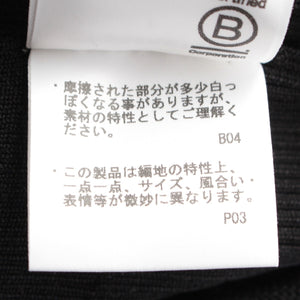 Certified
B
Corporation
・摩擦された部分が多少白っ
ぽくなる事がありますが、
素材の特性としてご理解く
ださい。
B04
・この製品は編地の特性上、
一点一点、サイズ、風合い・
表情等が微妙に異なります。
P03